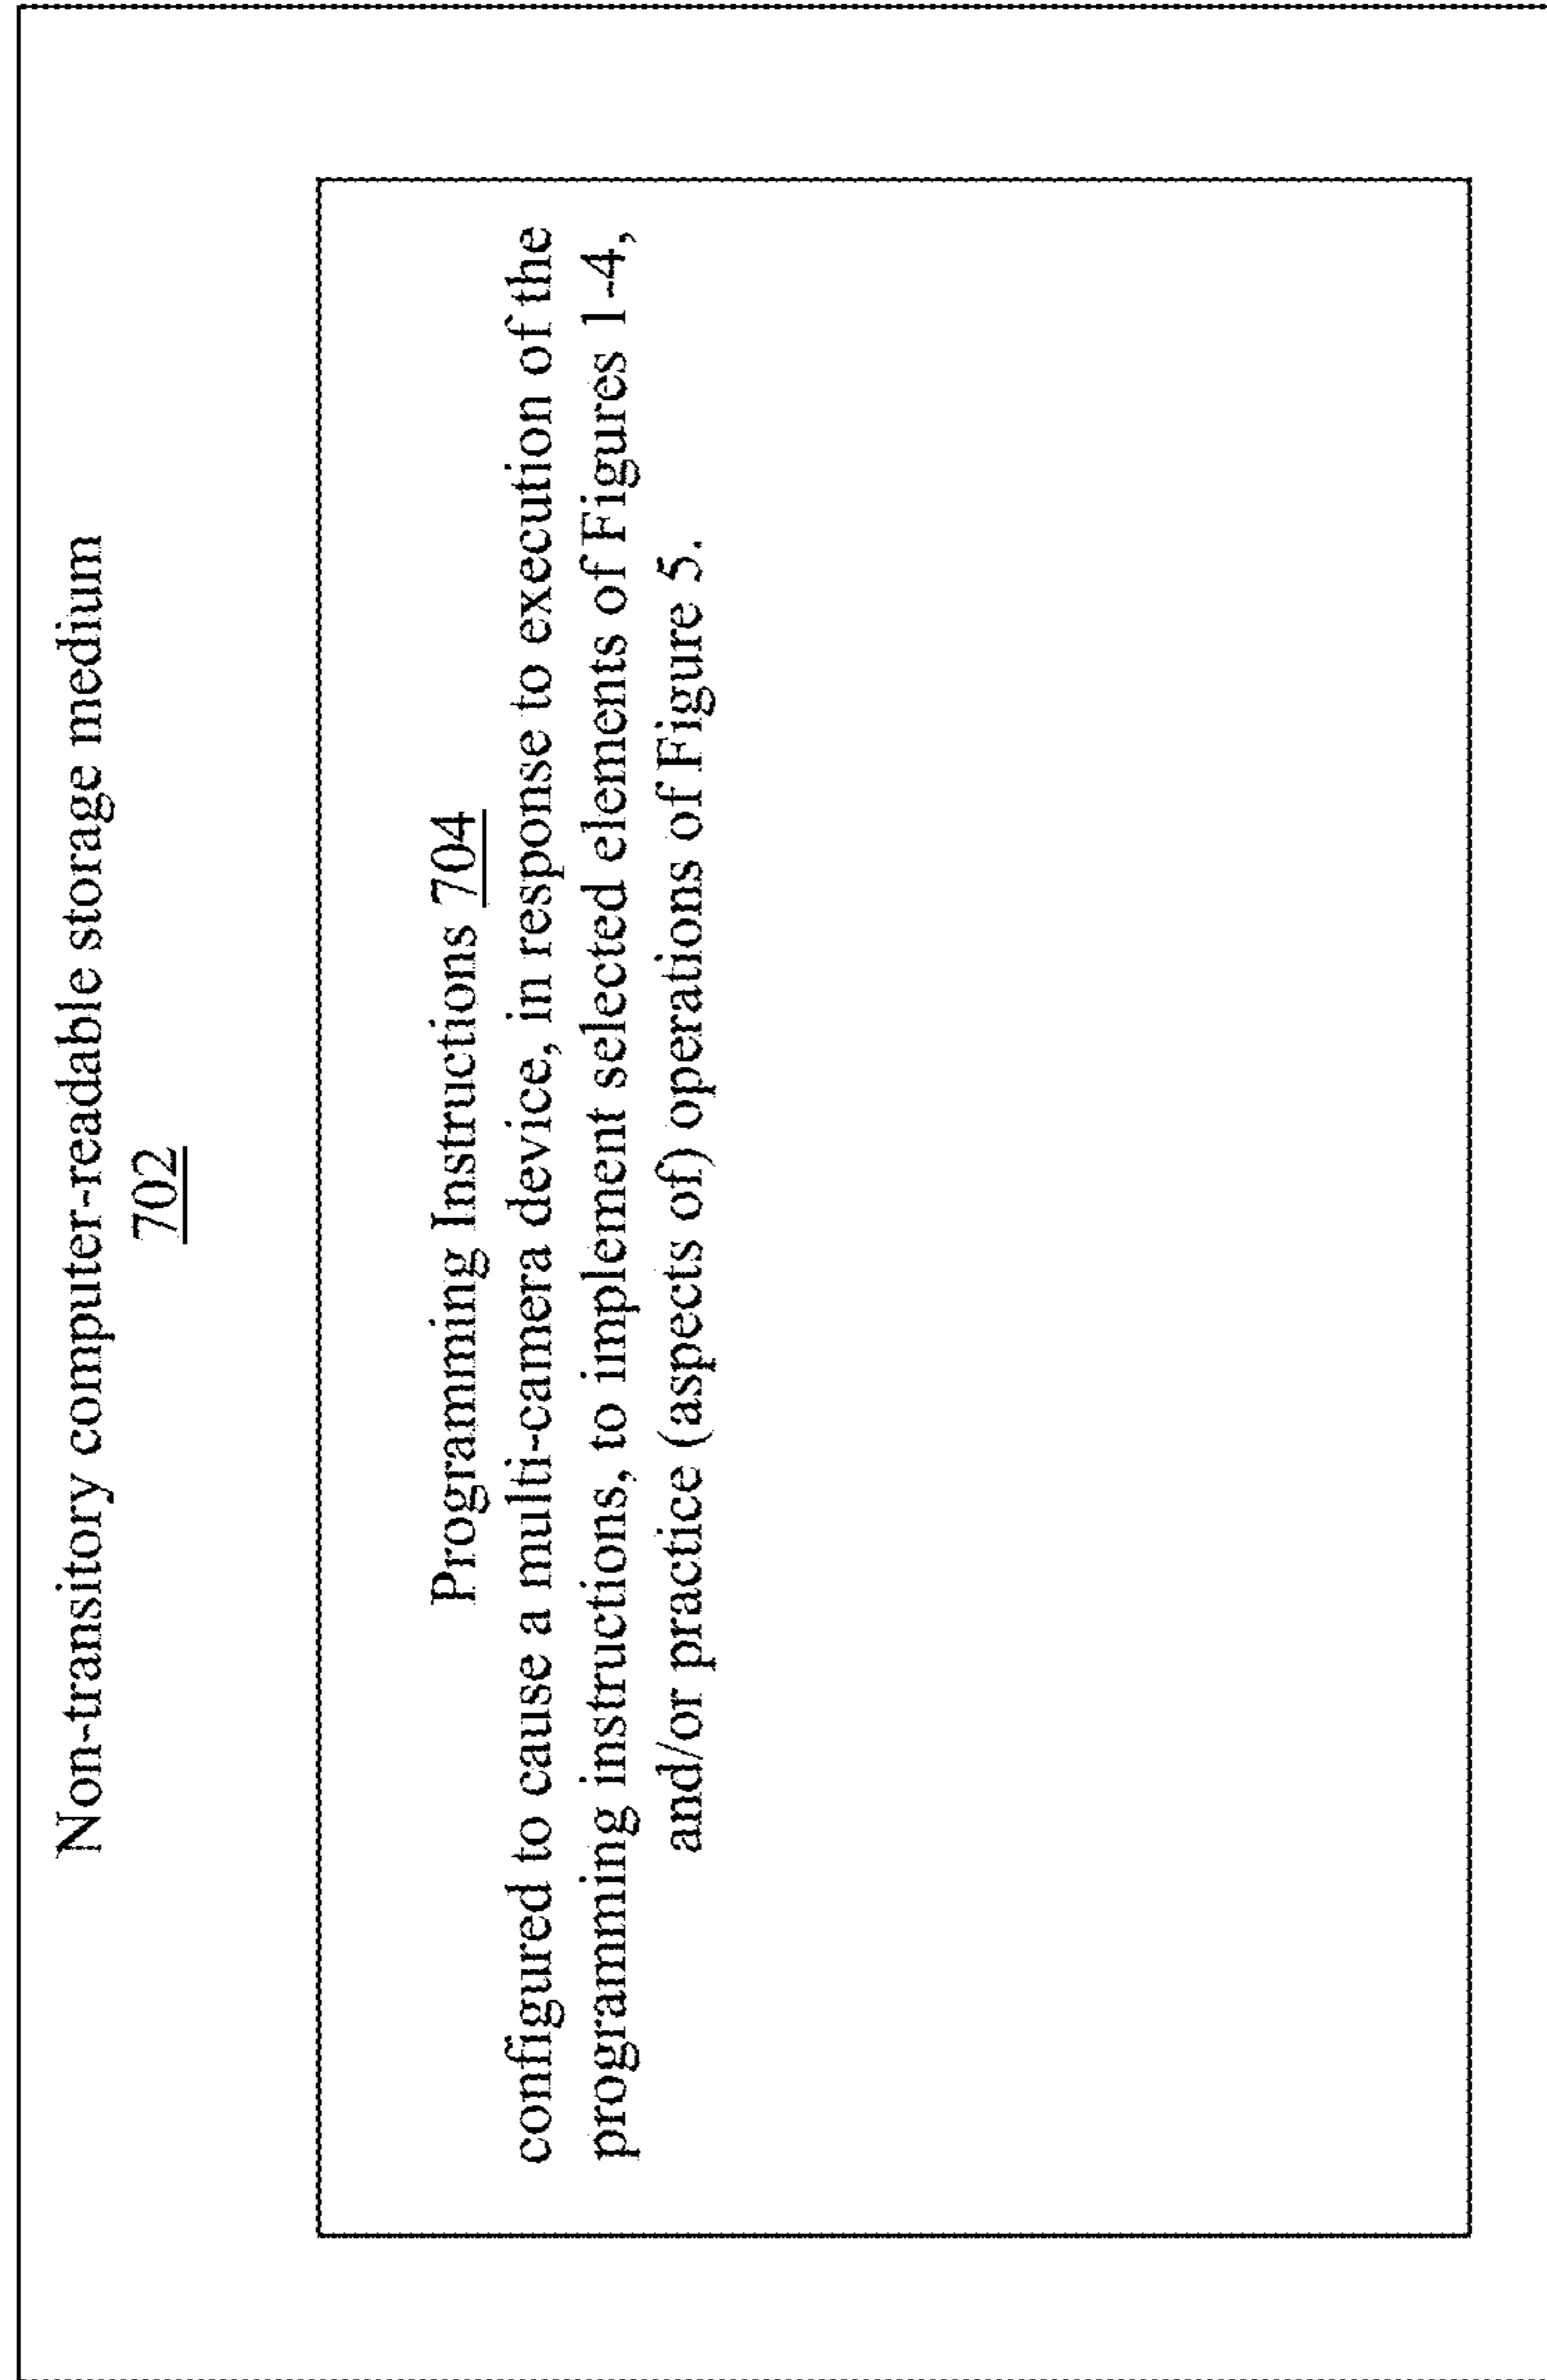 Non-transitory computer-readable storage medium
702
Programming Instructions 704
configured to cause a multi-camera device, in response to execution of the
programming instructions, to implement selected elements of Figures 1-4,
and/or practice (aspects of) operations of Figure 5.